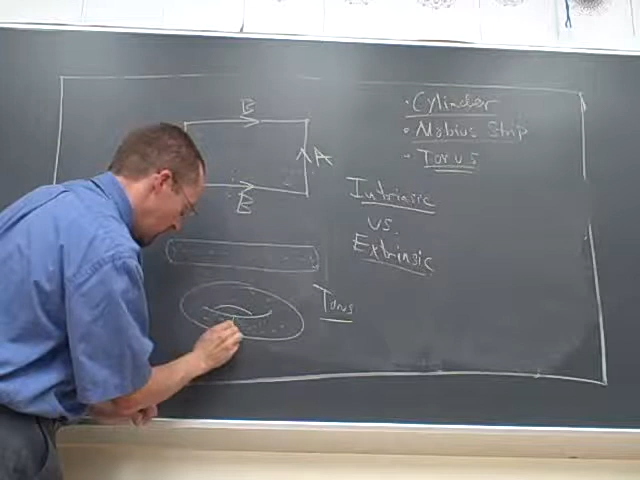 B
A
B
Torus
• Cylinder
• Möbius Strip
• Torus
Intrinsic
vs.
Extrinsic